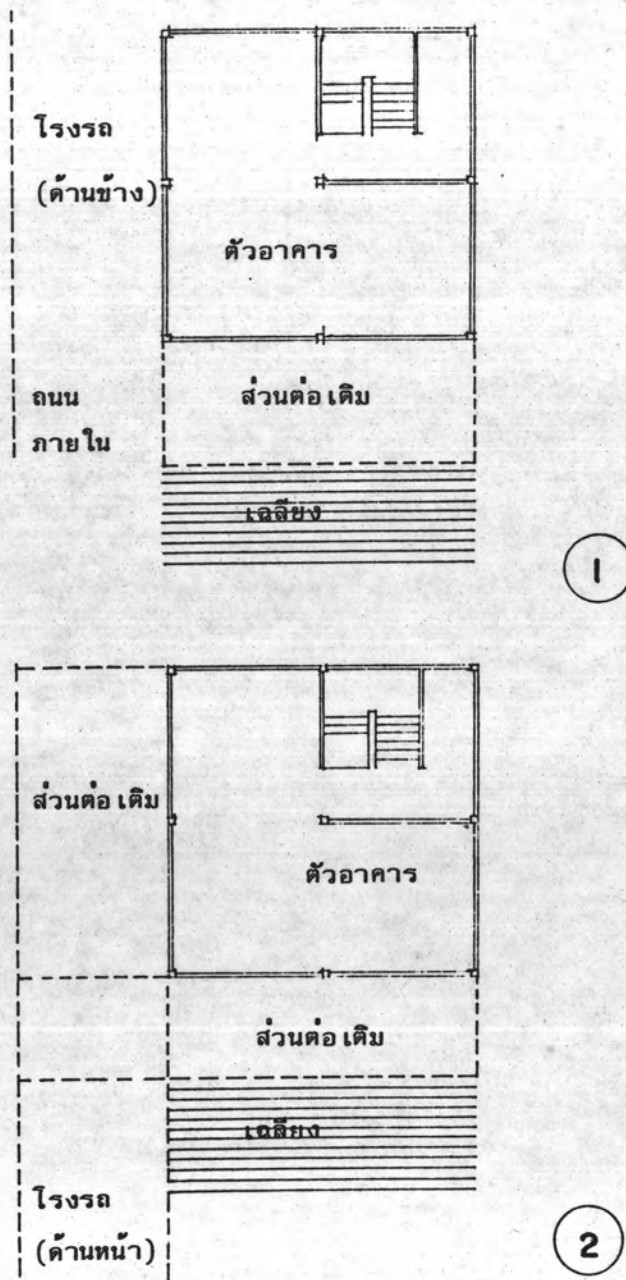 โรงรถ
(ด้านข้าง)
ตัวอาคาร
ถนน
ภายใน
ส่วนต่อเติม
เฉลียง
1
ส่วนต่อเติม
ตัวอาคาร
ส่วนต่อเติม
เฉลียง
โรงรถ
(ด้านหน้า)
2